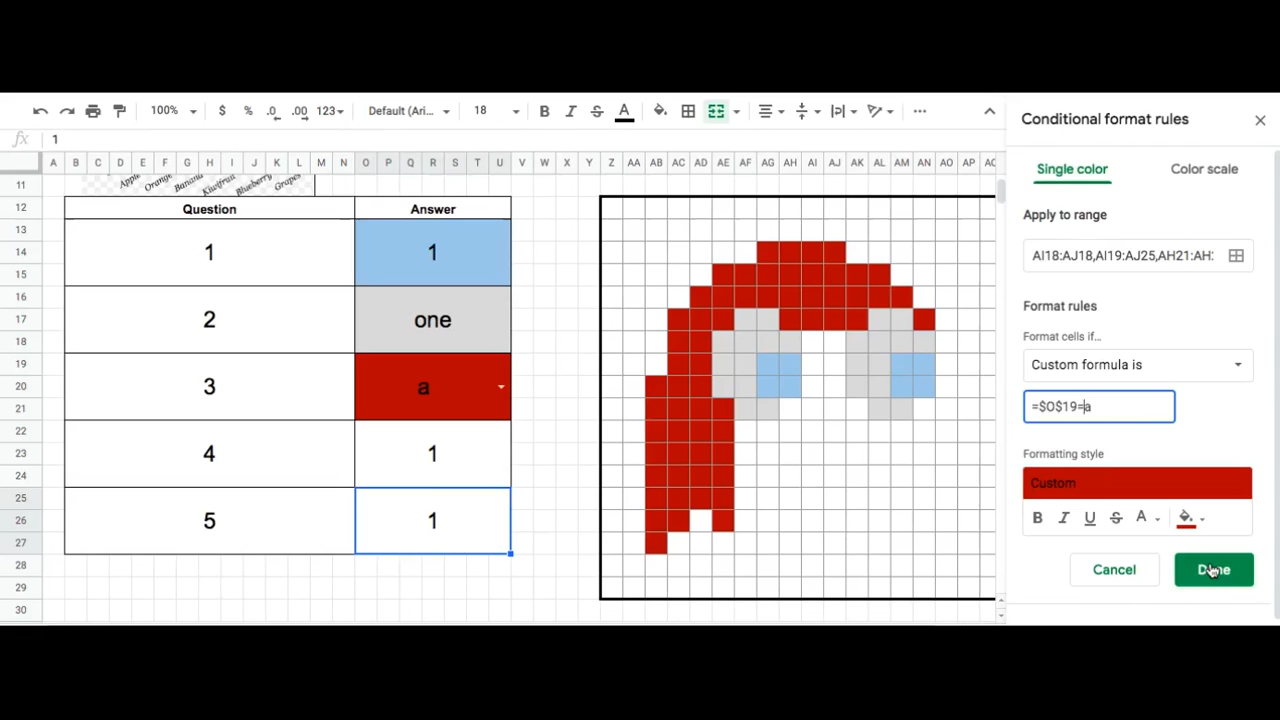 100% $ % .0 .00 123 Default (Ari... 18 B I S A ...
fx 1
A B C D E F G H I J K L M N O P Q R S T U V W X Y Z AA AB AC AD AE AF AG AH AI AJ AK AL AM AN AO AP AQ
11
Apple Orange Banana Kiwifruit Blueberry Grapes
12 Question Answer
13
14 1 1
15
16
17 2 one
18
19
20 3 a
21
22
23 4 1
24
25
26 5 1
27
28
29
30
Conditional format rules
Single color Color scale
Apply to range
AI18:AJ18,AI19:AJ25,AH21:AH:
Format rules
Format cells if...
Custom formula is
=$O$19=a
Formatting style
Custom
B I U S A
Cancel Done